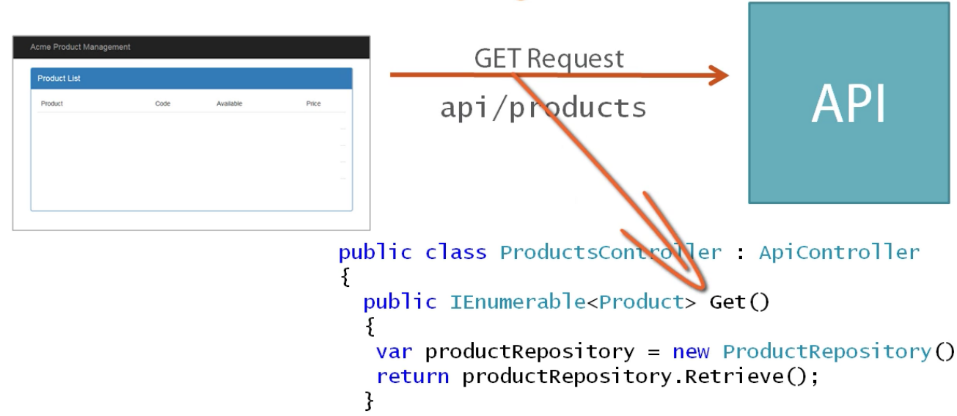 Acme Product Management
Product List
Product Code Available Price
GET Request
api/products
API
public class ProductsController : ApiController
{
public IEnumerable<Product> Get()
{
var productRepository = new ProductRepository()
return productRepository.Retrieve();
}